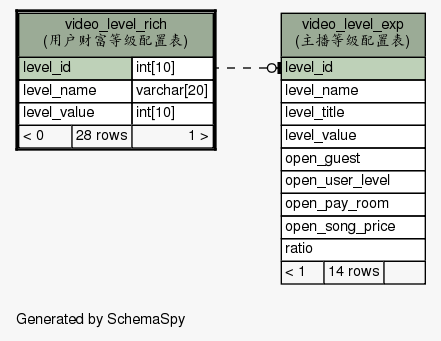 video_level_rich
(用户财富等级配置表)
level_id int[10]
level_name varchar[20]
level_value int[10]
< 0 28 rows 1 >
video_level_exp
(主播等级配置表)
level_id
level_name
level_title
level_value
open_guest
open_user_level
open_pay_room
open_song_price
ratio
< 1 14 rows
Generated by SchemaSpy